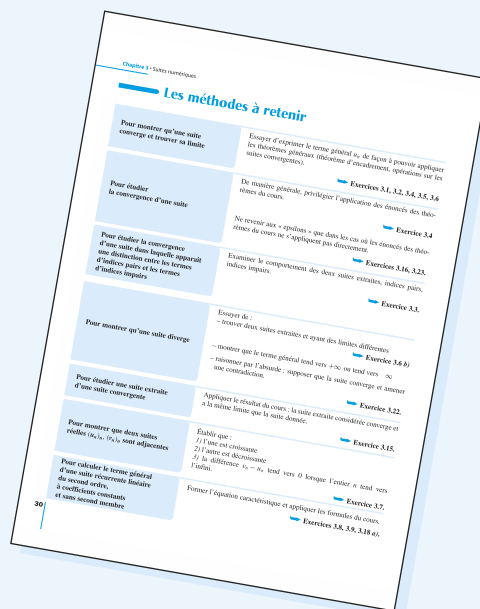 Chapitre 3 • Suites numériques
Les méthodes à retenir
Pour montrer qu'une suite
converge et trouver sa limite
Essayer d'exprimer le terme général uₙ de façon à pouvoir appliquer
les théorèmes généraux (théorème d'encadrement, opérations sur les
suites convergentes).
➥ Exercices 3.1, 3.2, 3.4, 3.5, 3.6
Pour étudier
la convergence d'une suite
De manière générale, privilégier l'application des énoncés des théo-
rèmes du cours.
➥ Exercice 3.4
Ne revenir aux « epsilons » que dans les cas où les énoncés des théo-
rèmes du cours ne s'appliquent pas directement.
➥ Exercices 3.16, 3.23.
Pour étudier la convergence
d'une suite dans laquelle apparaît
une distinction entre les termes
d'indices pairs et les termes
d'indices impairs
Examiner le comportement des deux suites extraites, indices pairs,
indices impairs.
➥ Exercice 3.3.
Pour montrer qu'une suite diverge
Essayer de :
– trouver deux suites extraites et ayant des limites différentes
➥ Exercice 3.6 b)
– montrer que le terme général tend vers +∞ ou tend vers ∞
– raisonner par l'absurde : supposer que la suite converge et amener
une contradiction.
➥ Exercice 3.22.
Pour étudier une suite extraite
d'une suite convergente
Appliquer le résultat du cours : la suite extraite considérée converge et
a la même limite que la suite donnée.
➥ Exercice 3.15.
Pour montrer que deux suites
réelles (uₙ)ₙ, (vₙ)ₙ sont adjacentes
Établir que :
1) l'une est croissante
2) l'autre est décroissante
3) la différence vₙ − uₙ tend vers 0 lorsque l'entier n tend vers
l'infini.
➥ Exercice 3.7.
Pour calculer le terme général
d'une suite récurrente linéaire
du second ordre,
à coefficients constants
et sans second membre
Former l'équation caractéristique et appliquer les formules du cours.
➥ Exercices 3.8, 3.9, 3.18 a),
30